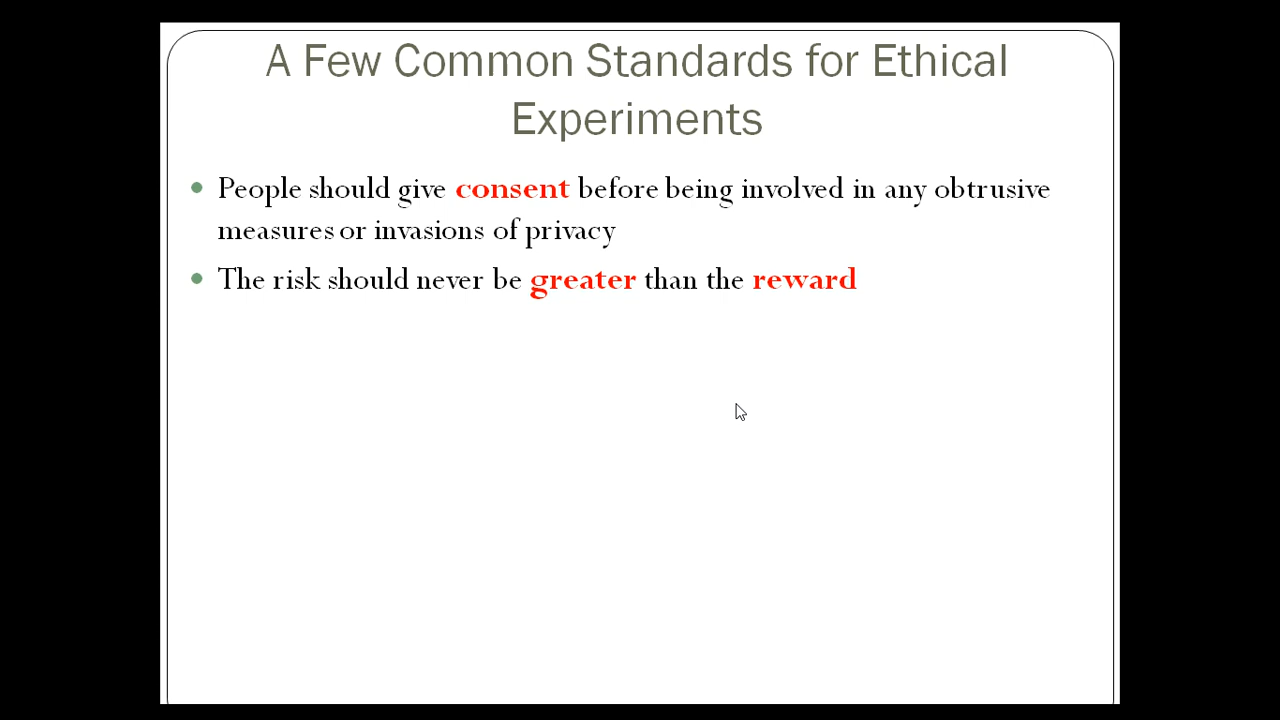 A Few Common Standards for Ethical
Experiments
People should give consent before being involved in any obtrusive
measures or invasions of privacy
The risk should never be greater than the reward